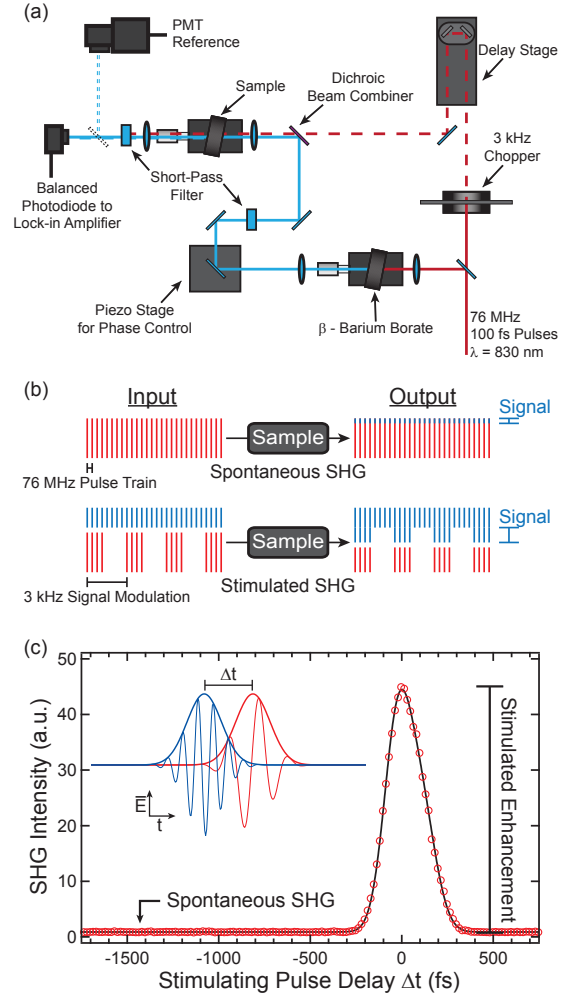 (a)
PMT
Reference
Sample
Dichroic
Beam Combiner
Delay Stage
3 kHz
Chopper
Balanced
Photodiode to
Lock-in Amplifier
Short-Pass
Filter
Piezo Stage
for Phase Control
β - Barium Borate
76 MHz
100 fs Pulses
λ = 830 nm
(b)
Input
Output
Signal
Sample
Spontaneous SHG
76 MHz Pulse Train
Signal
Sample
Stimulated SHG
3 kHz Signal Modulation
(c)
50
40
30
20
10
0
SHG Intensity (a.u.)
Δt
E
t
Spontaneous SHG
Stimulated Enhancement
-1500
-1000
-500
0
500
Stimulating Pulse Delay Δt (fs)